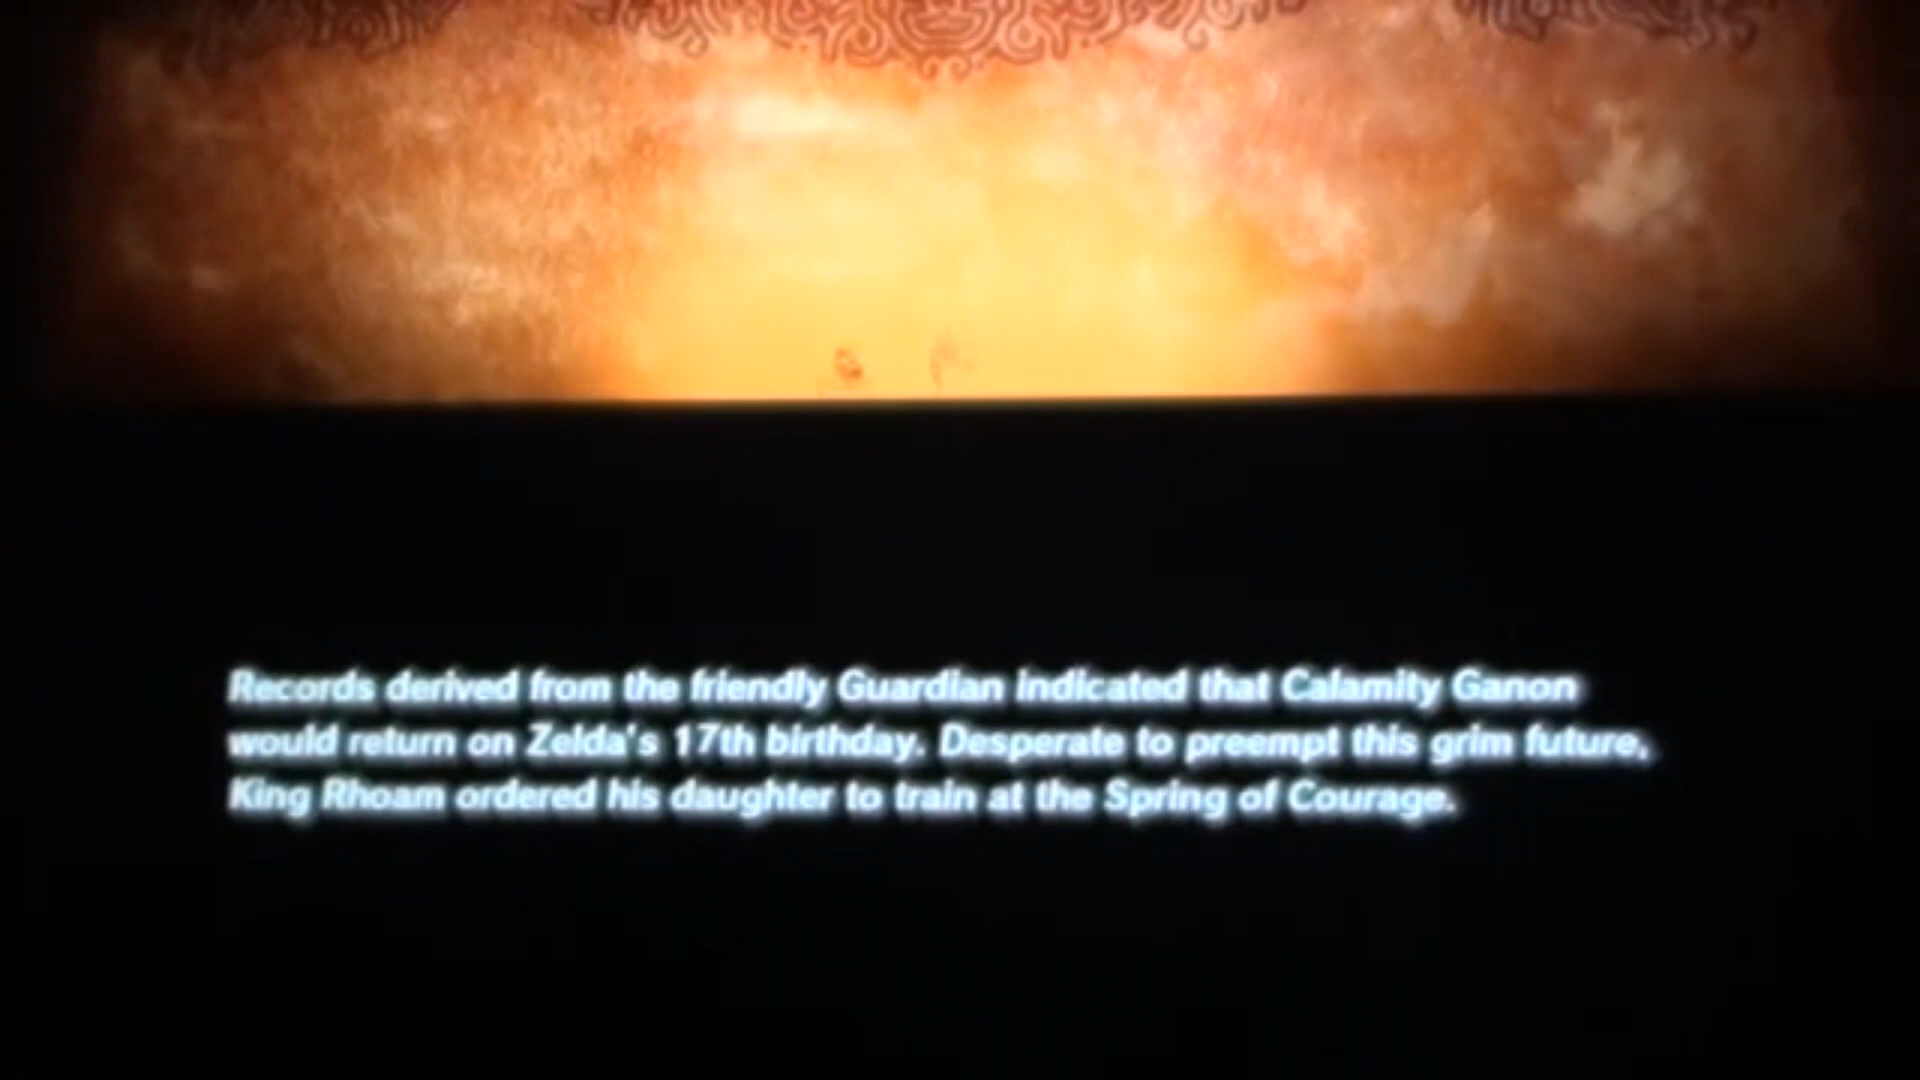 Records derived from the friendly Guardian indicated that Calamity Ganon
would return on Zelda's 17th birthday. Desperate to preempt this grim future,
King Rhoam ordered his daughter to train at the Spring of Courage.